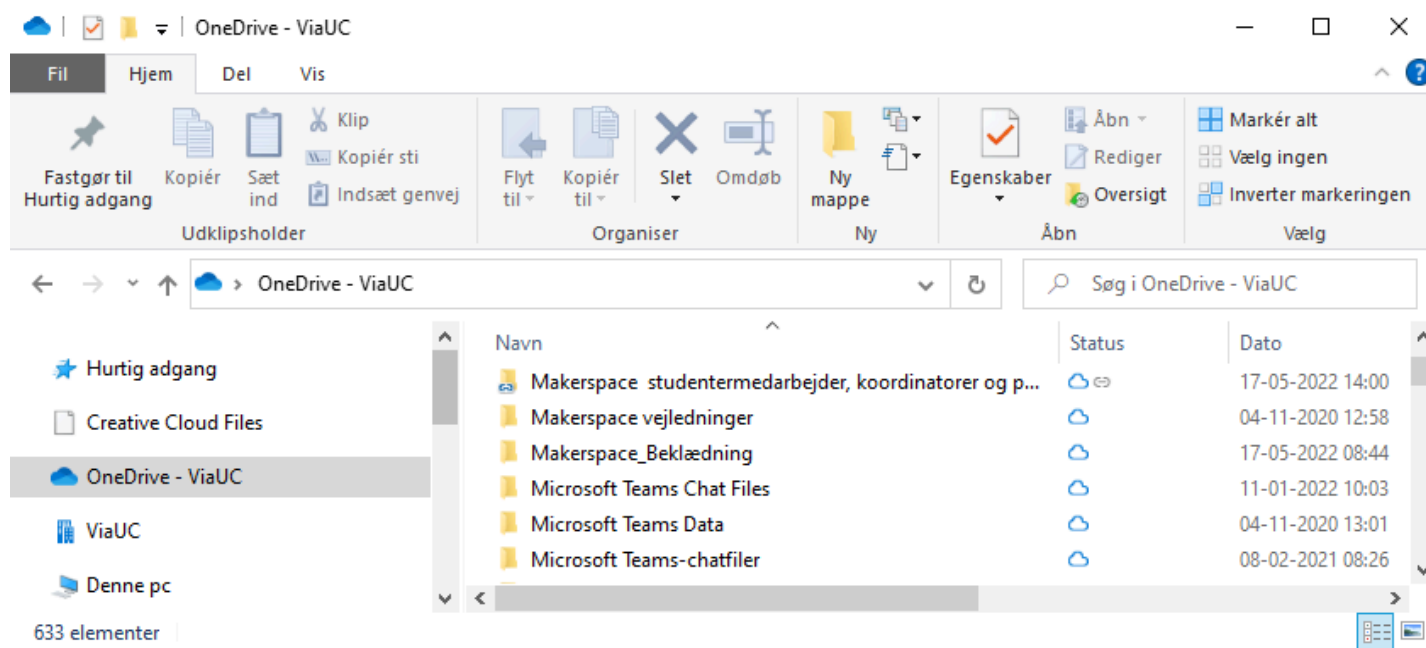 OneDrive - ViaUC
Fil Hjem Del Vis
?
Fastgør til Hurtig adgang
Kopiér
Sæt ind
Klip
Kopiér sti
Indsæt genvej
Udklipsholder
Flyt til
Kopiér til
Slet
Omdøb
Organiser
Ny mappe
Ny
Egenskaber
Åbn
Rediger
Oversigt
Åbn
Markér alt
Vælg ingen
Inverter markeringen
Vælg
OneDrive - ViaUC
Søg i OneDrive - ViaUC
Hurtig adgang
Creative Cloud Files
OneDrive - ViaUC
ViaUC
Denne pc
Navn Status Dato
Makerspace studentermedarbejder, koordinatorer og p... 17-05-2022 14:00
Makerspace vejledninger 04-11-2020 12:58
Makerspace_Beklædning 17-05-2022 08:44
Microsoft Teams Chat Files 11-01-2022 10:03
Microsoft Teams Data 04-11-2020 13:01
Microsoft Teams-chatfiler 08-02-2021 08:26
633 elementer